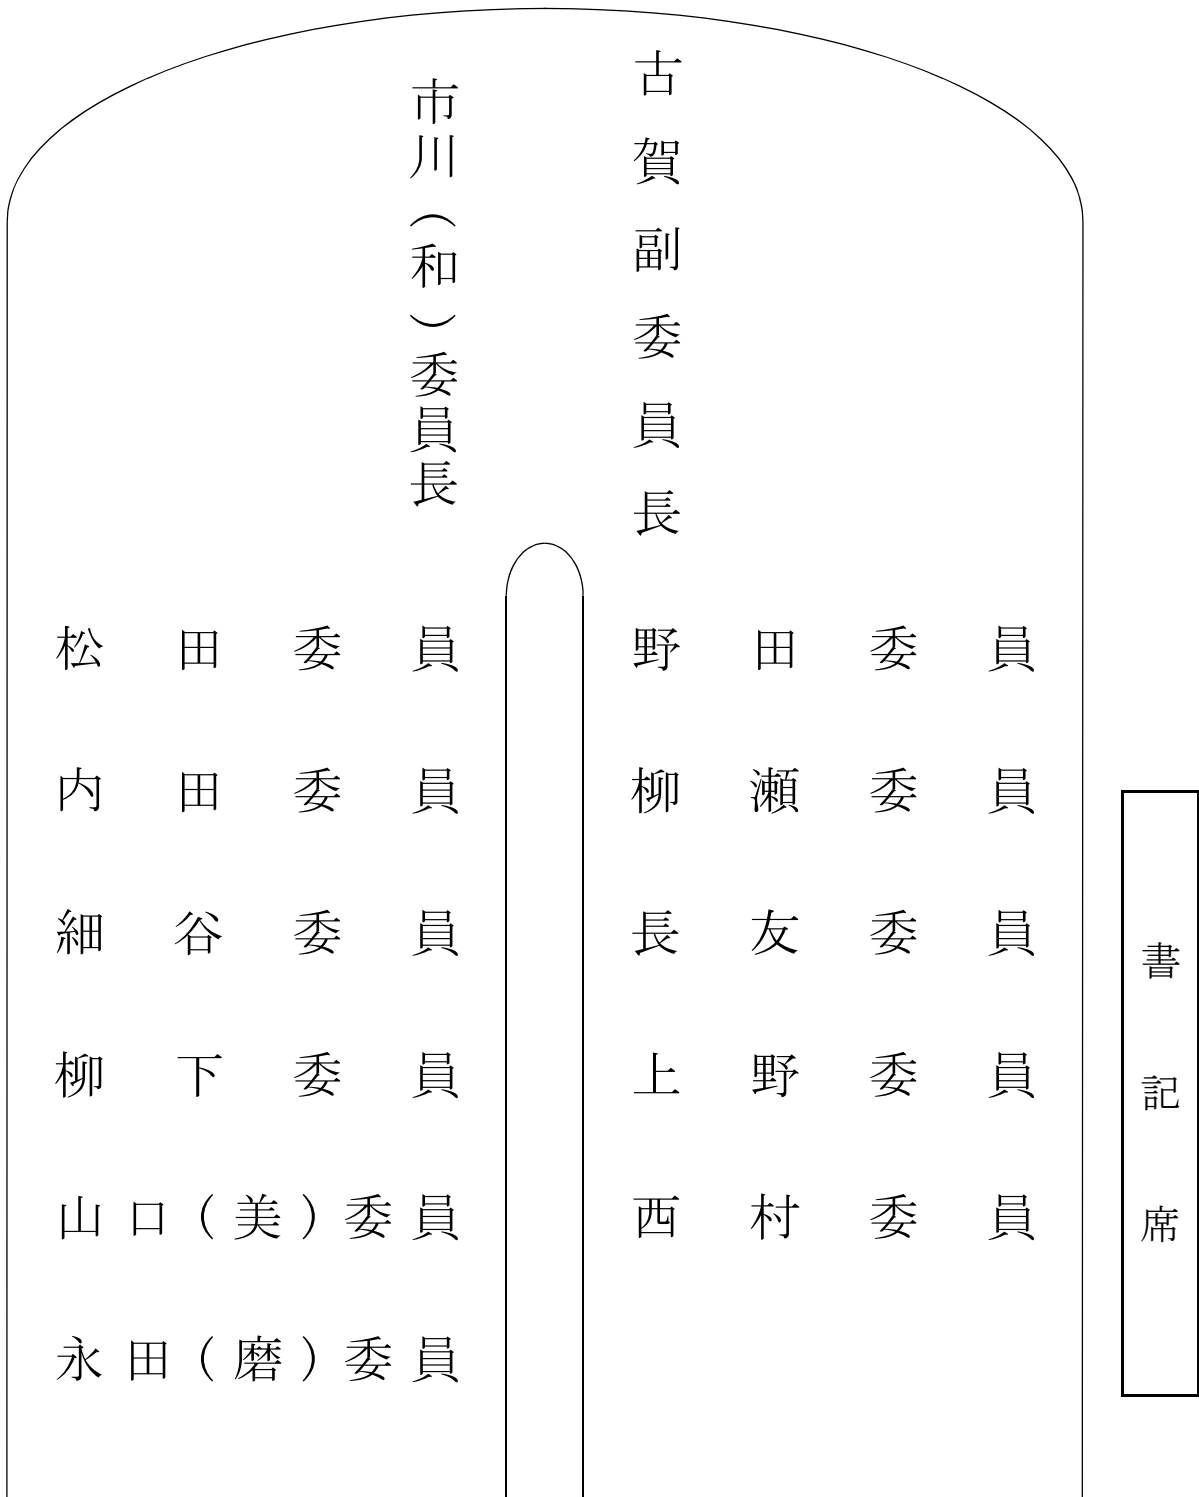 古賀副委員長
市川（和）委員長
松田委員
野田委員
内田委員
柳瀬委員
細谷委員
長友委員
柳下委員
上野委員
山口（美）委員
西村委員
永田（磨）委員
書記席